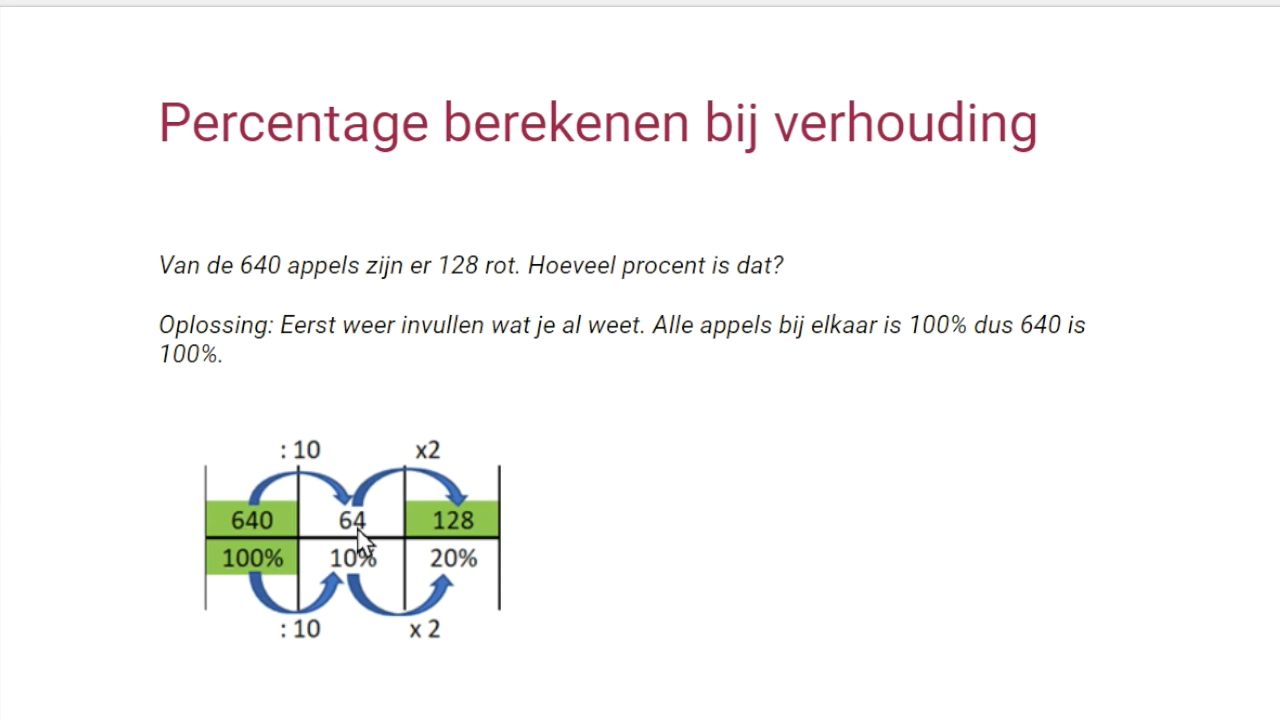 Percentage berekenen bij verhouding
Van de 640 appels zijn er 128 rot. Hoeveel procent is dat?
Oplossing: Eerst weer invullen wat je al weet. Alle appels bij elkaar is 100% dus 640 is
100%.
: 10 x2
640 64 128
100% 10% 20%
: 10 x 2